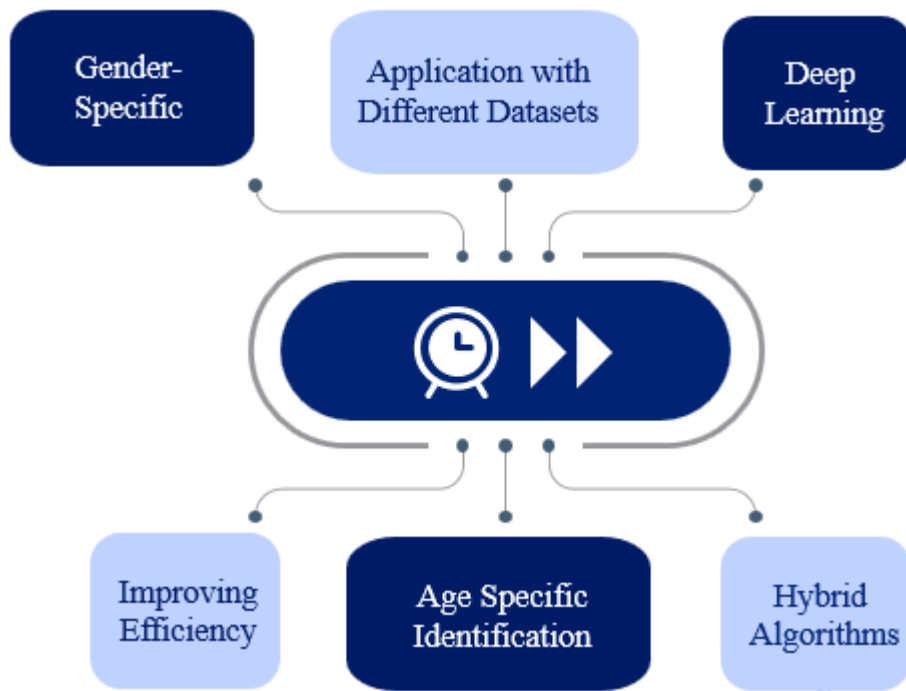 Gender-
Specific
Application with
Different Datasets
Deep
Learning
Improving
Efficiency
Age Specific
Identification
Hybrid
Algorithms